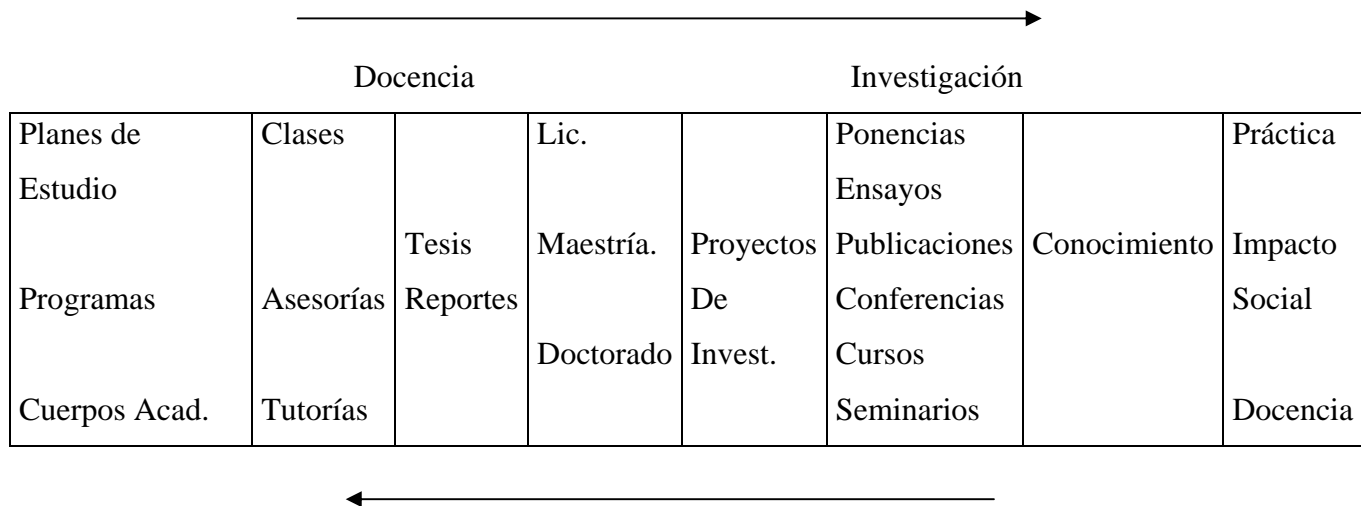 Docencia Investigación
Planes de Clases Lic. Ponencias Práctica
Estudio Ensayos
Tesis Maestría. Proyectos Publicaciones Conocimiento Impacto
Programas Asesorías Reportes De Conferencias Social
Doctorado Invest. Cursos
Cuerpos Acad. Tutorías Seminarios Docencia